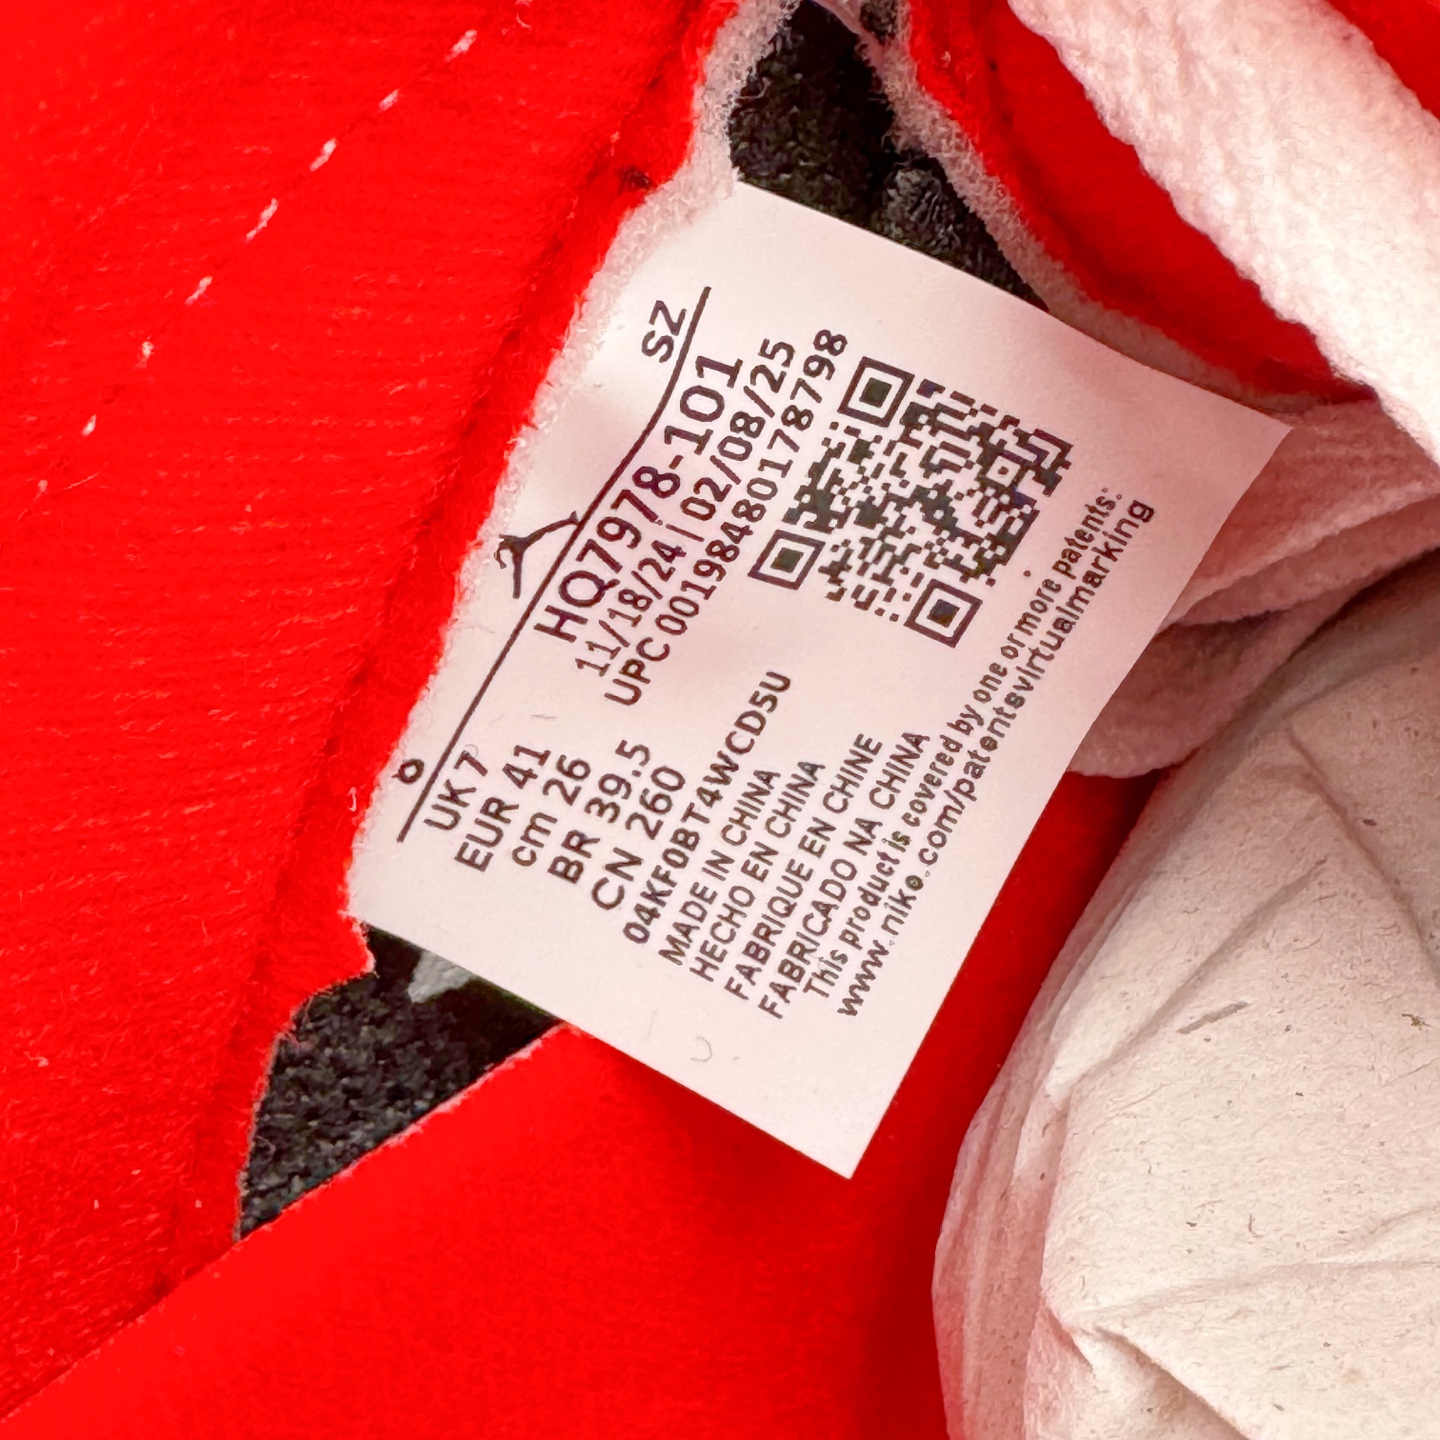 SZ
HQ7978-101
11/18/24 | 02/08/25
UPC 00198480178798
UK 7
EUR 41
cm 26
BR 39.5
CN 260
04KF0BT4WCD5U
MADE IN CHINA
HECHO EN CHINA
FABRIQUE EN CHINE
FABRICADO NA CHINA
This product is covered by one or more patents.
www.nike.com/patentsvirtualmarking